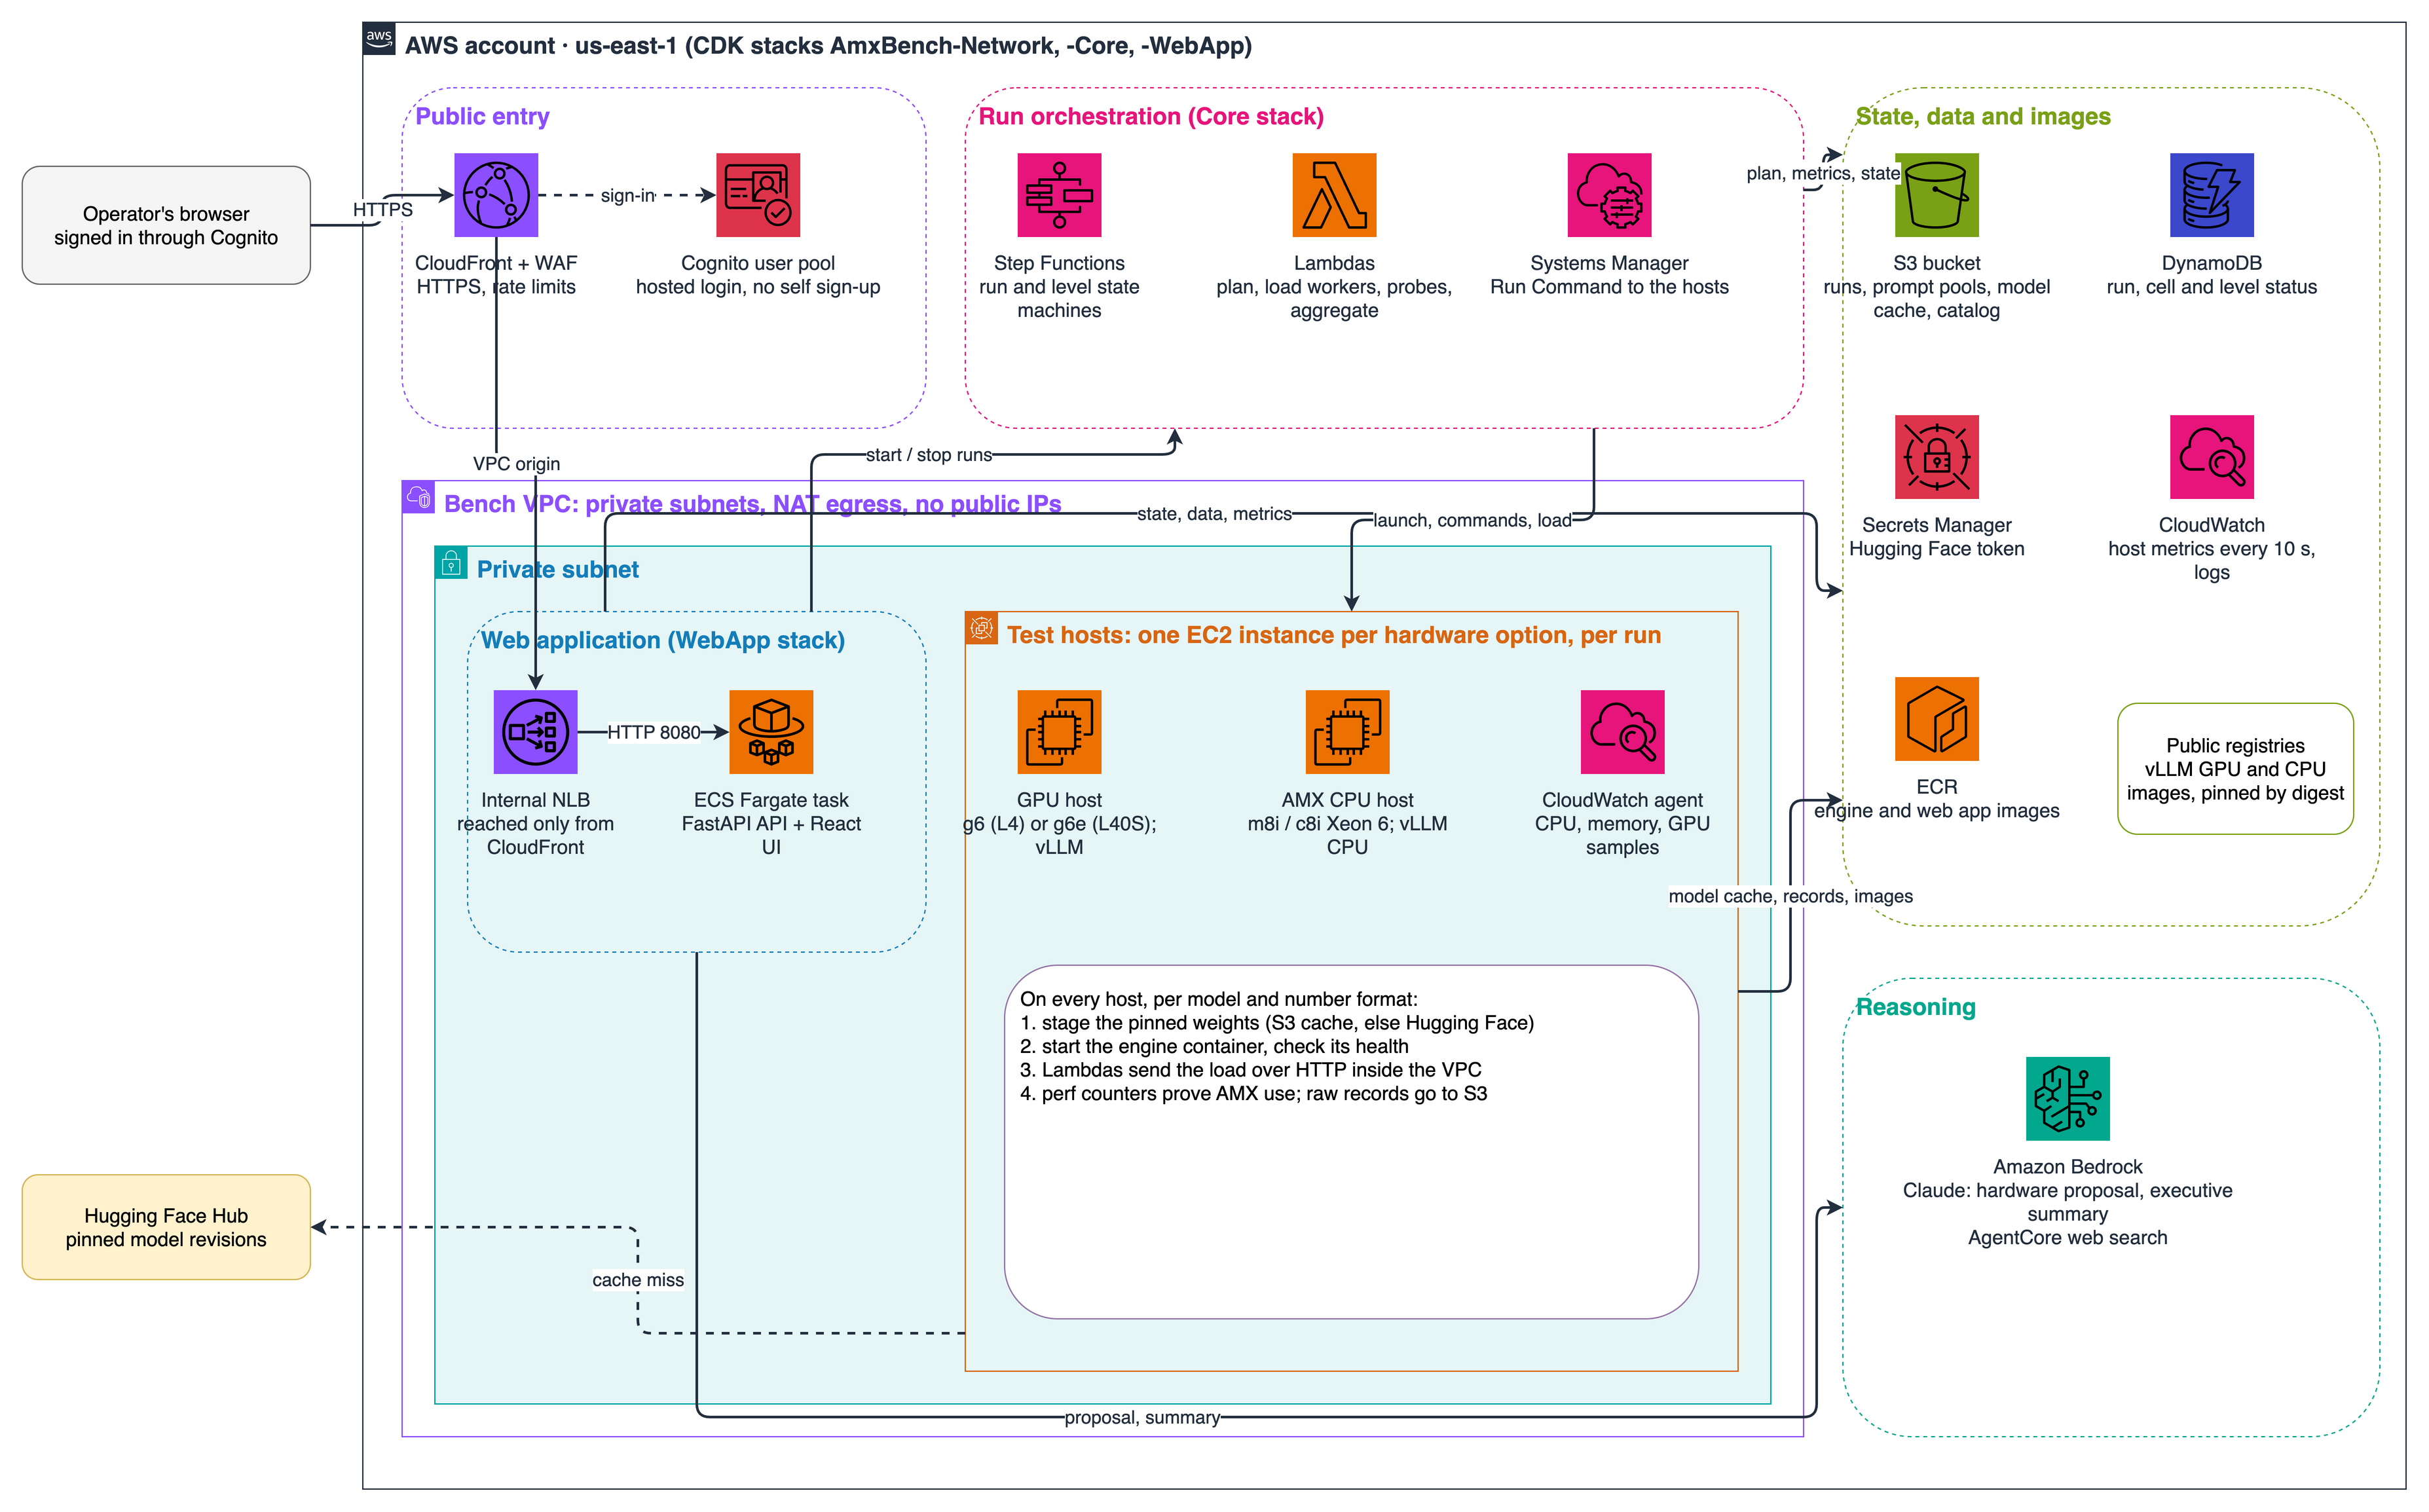 aws
AWS account · us-east-1 (CDK stacks AmxBench-Network, -Core, -WebApp)
Public entry
Run orchestration (Core stack)
State, data and images
Operator's browser
signed in through Cognito
HTTPS
sign-in
plan, metrics, state
CloudFront + WAF
HTTPS, rate limits
Cognito user pool
hosted login, no self sign-up
Step Functions
run and level state
machines
Lambdas
plan, load workers, probes,
aggregate
Systems Manager
Run Command to the hosts
S3 bucket
runs, prompt pools, model
cache, catalog
DynamoDB
run, cell and level status
VPC origin
start / stop runs
Bench VPC: private subnets, NAT egress, no public IPs
state, data, metrics
launch, commands, load
Secrets Manager
Hugging Face token
CloudWatch
host metrics every 10 s,
logs
Private subnet
Web application (WebApp stack)
Test hosts: one EC2 instance per hardware option, per run
HTTP 8080
Internal NLB
reached only from
CloudFront
ECS Fargate task
FastAPI API + React
UI
GPU host
g6 (L4) or g6e (L40S);
vLLM
AMX CPU host
m8i / c8i Xeon 6; vLLM
CPU
CloudWatch agent
CPU, memory, GPU
samples
ECR
engine and web app images
Public registries
vLLM GPU and CPU
images, pinned by digest
model cache, records, images
On every host, per model and number format:
1. stage the pinned weights (S3 cache, else Hugging Face)
2. start the engine container, check its health
3. Lambdas send the load over HTTP inside the VPC
4. perf counters prove AMX use; raw records go to S3
Reasoning
Amazon Bedrock
Claude: hardware proposal, executive
summary
AgentCore web search
Hugging Face Hub
pinned model revisions
cache miss
proposal, summary